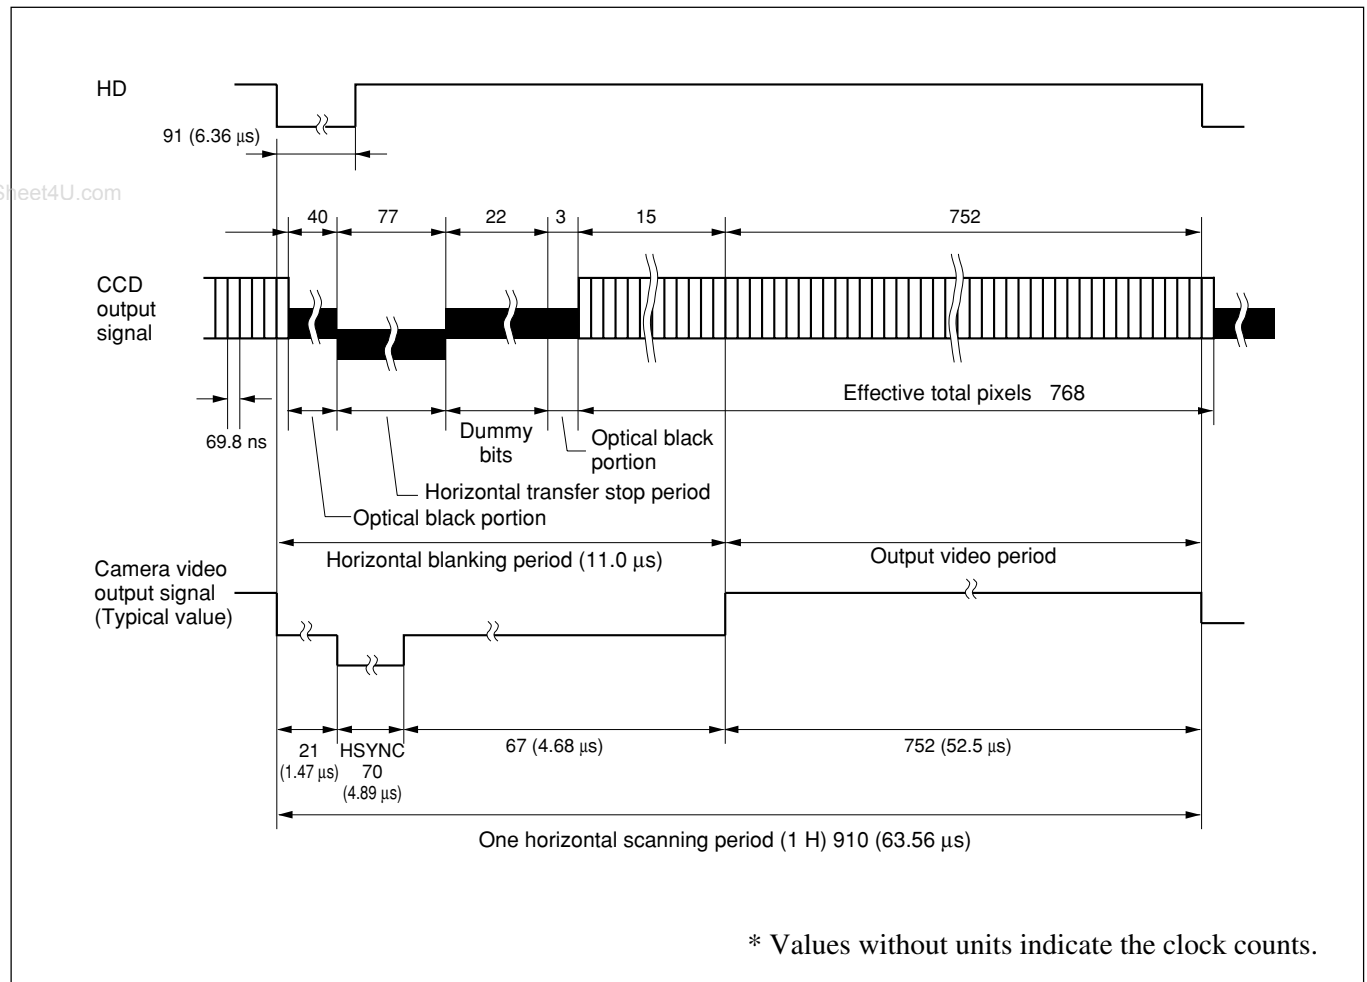 HD
91 (6.36 µs)
heet4U.com
40 77 22 3 15 752
CCD
output
signal
Effective total pixels 768
69.8 ns
Dummy
bits
Optical black
portion
Horizontal transfer stop period
Optical black portion
Horizontal blanking period (11.0 µs)
Output video period
Camera video
output signal
(Typical value)
21
(1.47 µs)
HSYNC
70
(4.89 µs)
67 (4.68 µs)
752 (52.5 µs)
One horizontal scanning period (1 H) 910 (63.56 µs)
* Values without units indicate the clock counts.